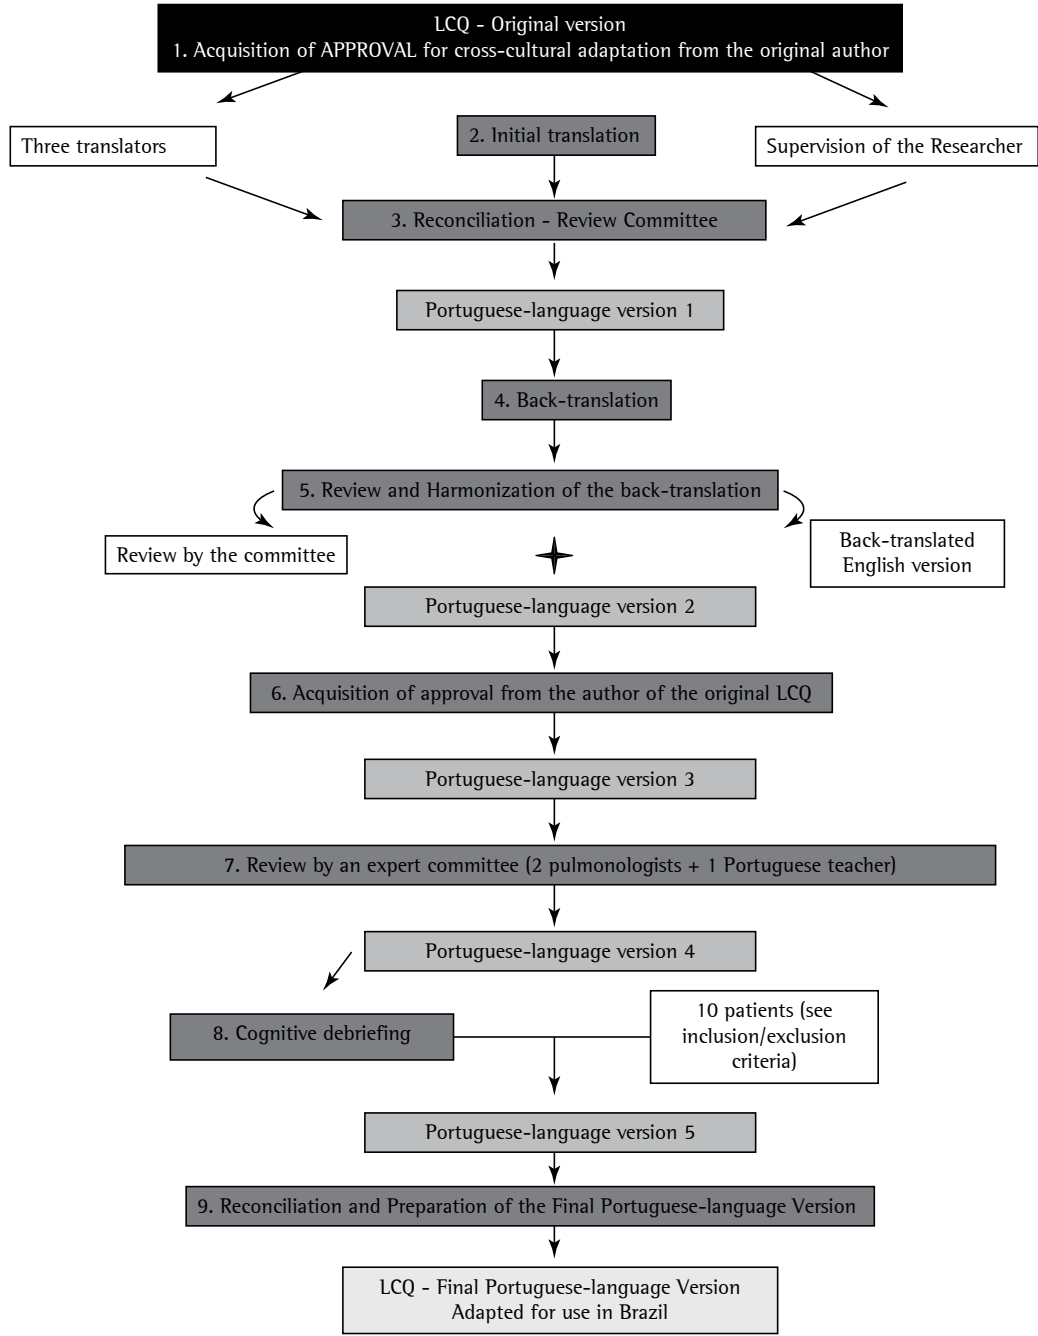 LCQ - Original version
1. Acquisition of APPROVAL for cross-cultural adaptation from the original author
Three translators
2. Initial translation
Supervision of the Researcher
3. Reconciliation - Review Committee
Portuguese-language version 1
4. Back-translation
5. Review and Harmonization of the back-translation
Review by the committee
Back-translated
English version
Portuguese-language version 2
6. Acquisition of approval from the author of the original LCQ
Portuguese-language version 3
7. Review by an expert committee (2 pulmonologists + 1 Portuguese teacher)
Portuguese-language version 4
8. Cognitive debriefing
10 patients (see
inclusion/exclusion
criteria)
Portuguese-language version 5
9. Reconciliation and Preparation of the Final Portuguese-language Version
LCQ - Final Portuguese-language Version
Adapted for use in Brazil